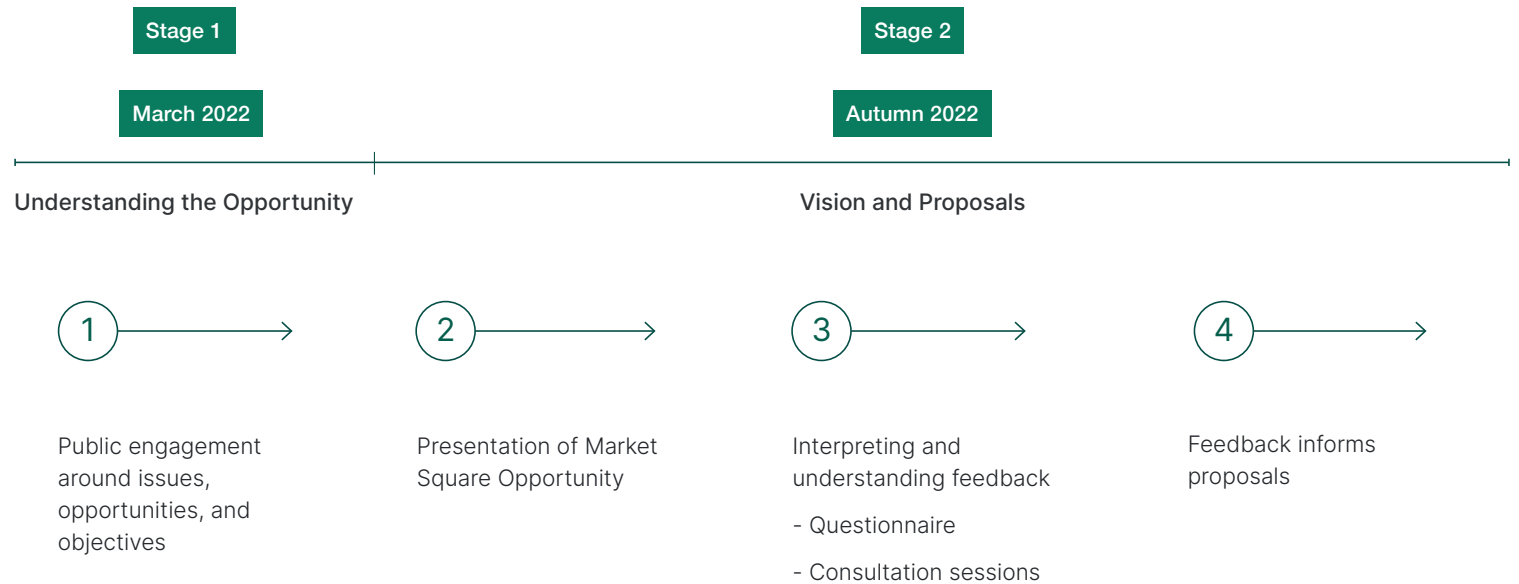 Stage 1
Stage 2
March 2022
Autumn 2022
Understanding the Opportunity
Vision and Proposals
1
2
3
4
Public engagement
around issues,
opportunities, and
objectives
Presentation of Market
Square Opportunity
Interpreting and
understanding feedback
- Questionnaire
- Consultation sessions
Feedback informs
proposals